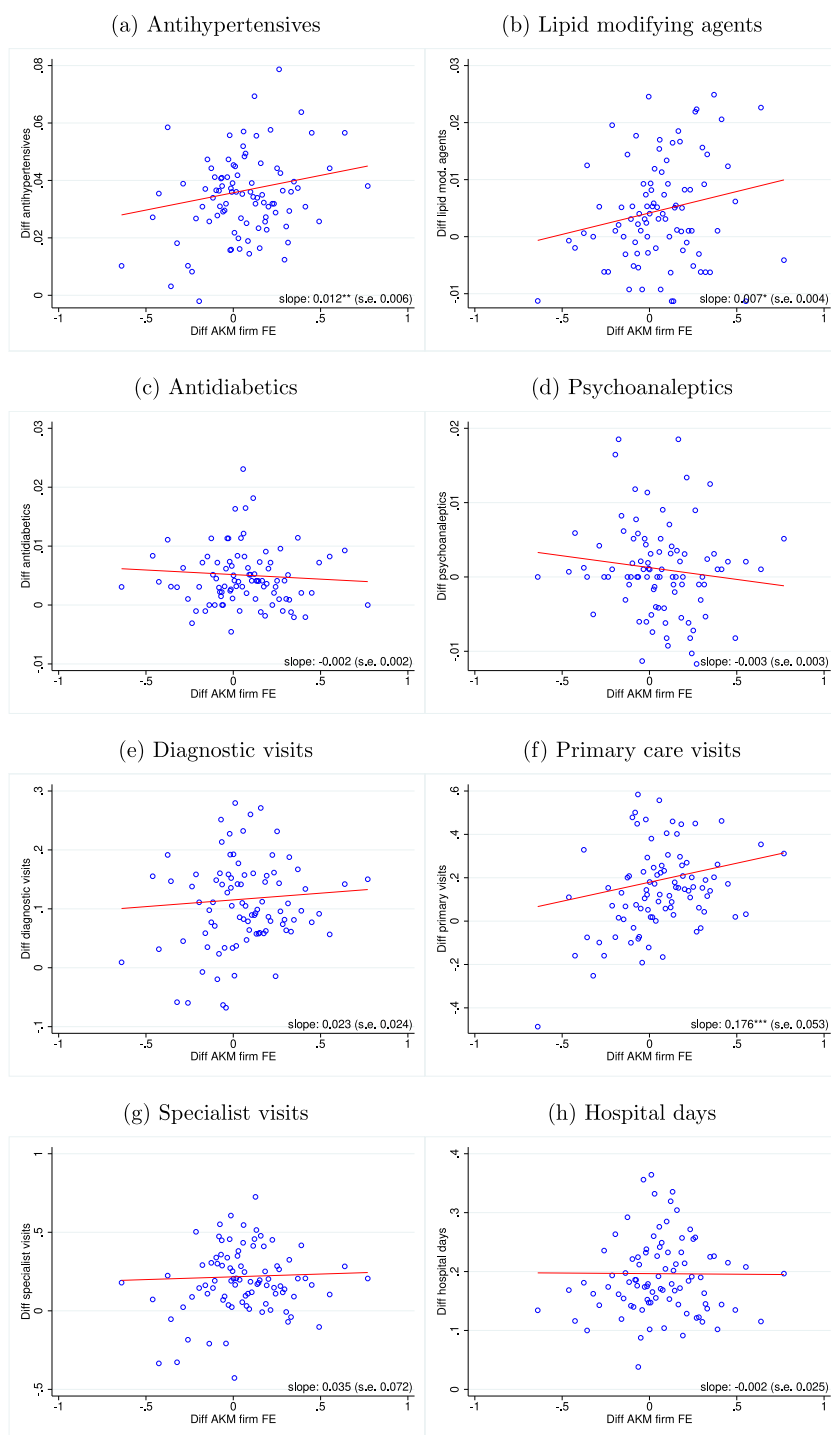 (a) Antihypertensives
(b) Lipid modifying agents
Diff antihypertensives
.08
.06
.04
.02
0
slope: 0.012** (s.e. 0.006)
-1 -.5 0 .5 1
Diff AKM firm FE
Diff lipid mod. agents
.03
.02
.01
0
-.01
slope: 0.007* (s.e. 0.004)
-1 -.5 0 .5 1
Diff AKM firm FE
(c) Antidiabetics
(d) Psychoanaleptics
Diff antidiabetics
.03
.02
.01
0
-.01
slope: -0.002 (s.e. 0.002)
-1 -.5 0 .5 1
Diff AKM firm FE
Diff psychoanaleptics
.02
.01
0
-.01
slope: -0.003 (s.e. 0.003)
-1 -.5 0 .5 1
Diff AKM firm FE
(e) Diagnostic visits
(f) Primary care visits
Diff diagnostic visits
.3
.2
.1
0
-.1
slope: 0.023 (s.e. 0.024)
-1 -.5 0 .5 1
Diff AKM firm FE
Diff primary visits
.6
.4
.2
0
-.2
-.4
slope: 0.176*** (s.e. 0.053)
-1 -.5 0 .5 1
Diff AKM firm FE
(g) Specialist visits
(h) Hospital days
Diff specialist visits
1
.5
0
-.5
slope: 0.035 (s.e. 0.072)
-1 -.5 0 .5 1
Diff AKM firm FE
Diff hospital days
.4
.3
.2
.1
0
slope: -0.002 (s.e. 0.025)
-1 -.5 0 .5 1
Diff AKM firm FE